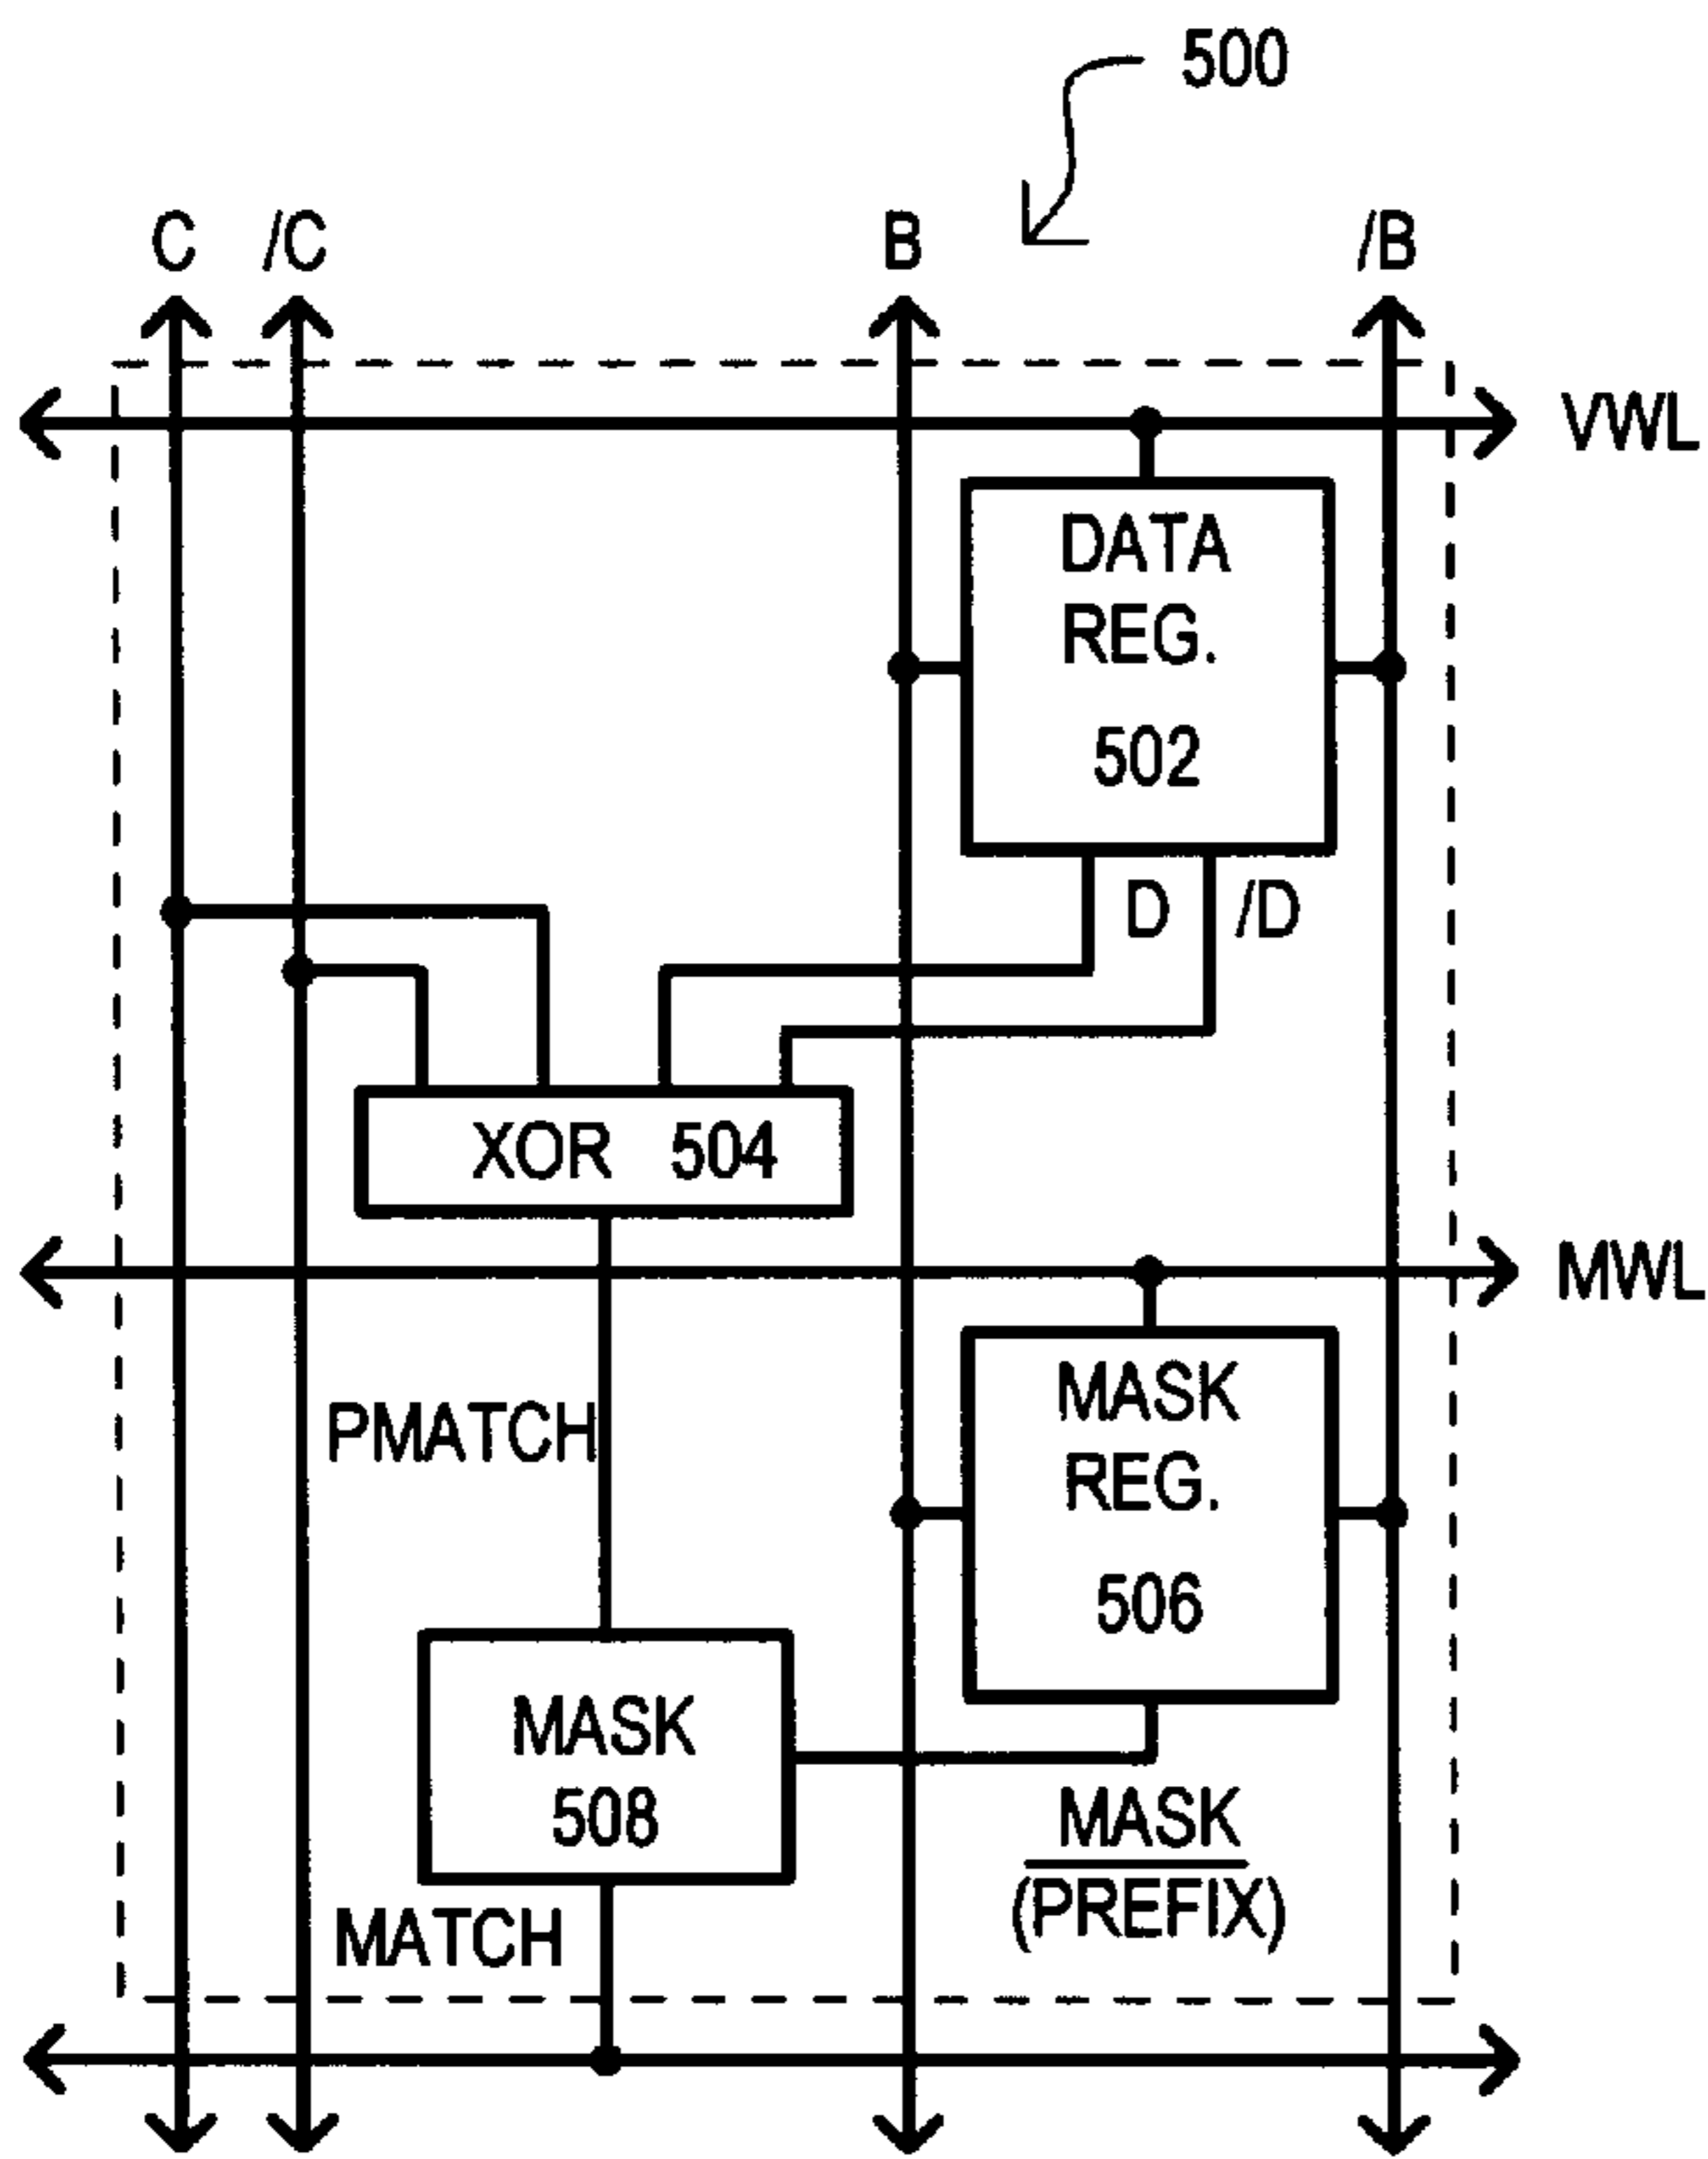 500
C /C B /B
VWL
DATA
REG.
502
D /D
XOR 504
MWL
MASK
REG.
506
PMATCH
MASK
508
MASK
(PREFIX)
MATCH